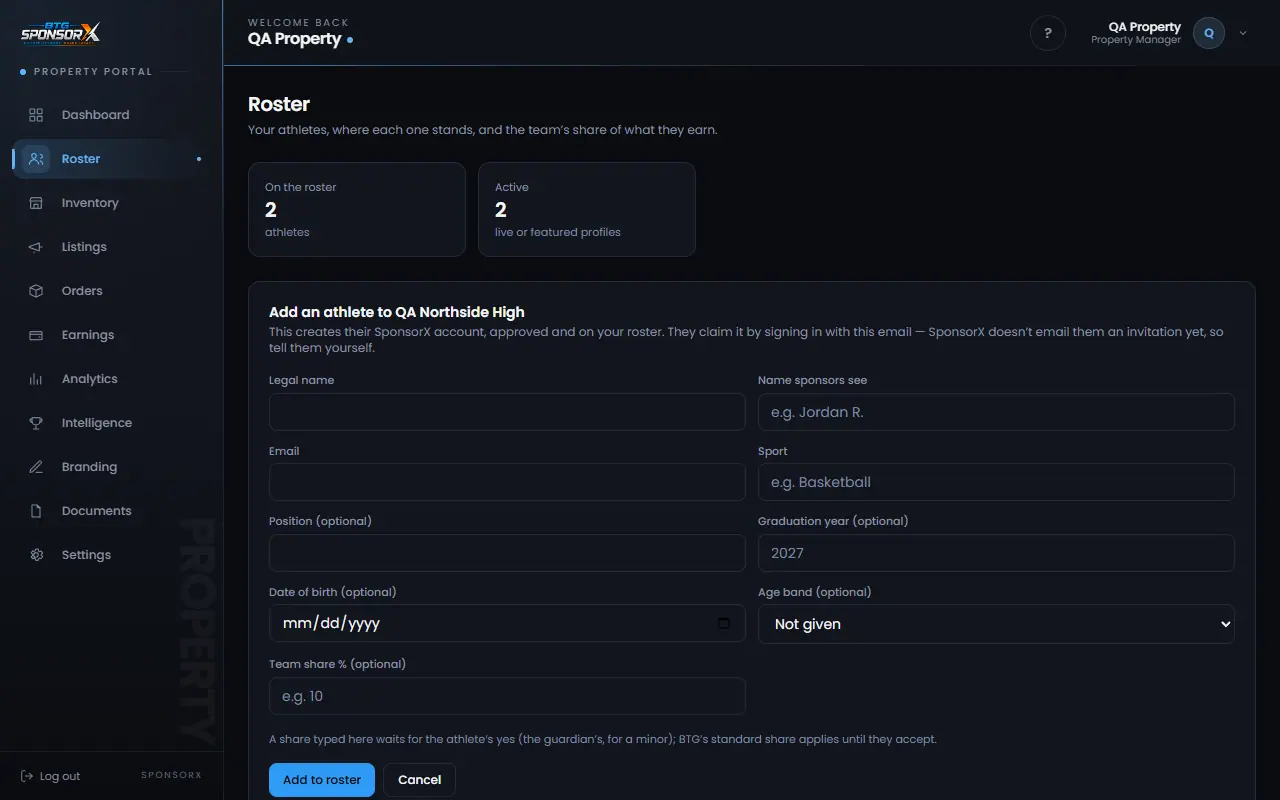 BTG
SPONSORX
PROPERTY PORTAL
Dashboard
Roster
Inventory
Listings
Orders
Earnings
Analytics
Intelligence
Branding
Documents
Settings
PROPERTY
Log out
SPONSORX
WELCOME BACK
QA Property
?
QA Property
Property Manager
Q
Roster
Your athletes, where each one stands, and the team’s share of what they earn.
On the roster
2
athletes
Active
2
live or featured profiles
Add an athlete to QA Northside High
This creates their SponsorX account, approved and on your roster. They claim it by signing in with this email — SponsorX doesn’t email them an invitation yet, so
tell them yourself.
Legal name
Name sponsors see
e.g. Jordan R.
Email
Sport
e.g. Basketball
Position (optional)
Graduation year (optional)
2027
Date of birth (optional)
mm/dd/yyyy
Age band (optional)
Not given
Team share % (optional)
e.g. 10
A share typed here waits for the athlete’s yes (the guardian’s, for a minor); BTG’s standard share applies until they accept.
Add to roster
Cancel